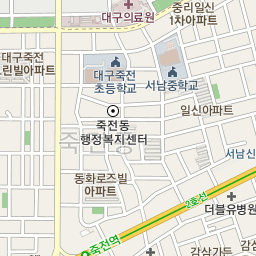 중리일신
1차아파트
대구의료원
대구죽전
그린빌아파트
대구죽전
초등학교
서남중학교
일신아파트
죽전동
행정복지센터
서남신
동화로즈빌
아파트
2호선
더블유병원
죽전역
감삼가든
감삼우